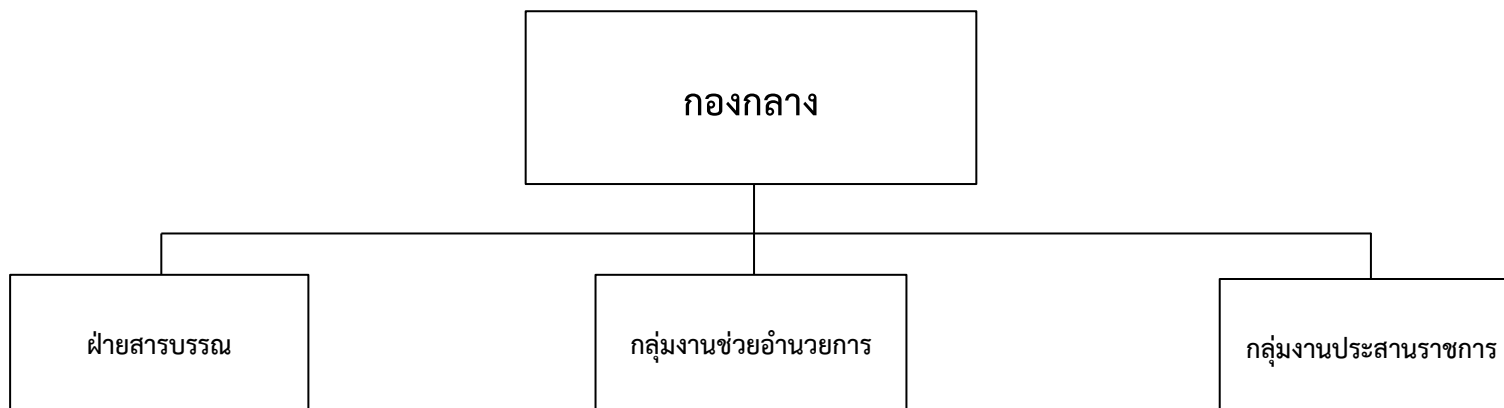 กองกลาง
ฝ่ายสารบรรณ
กลุ่มงานช่วยอำนวยการ
กลุ่มงานประสานราชการ